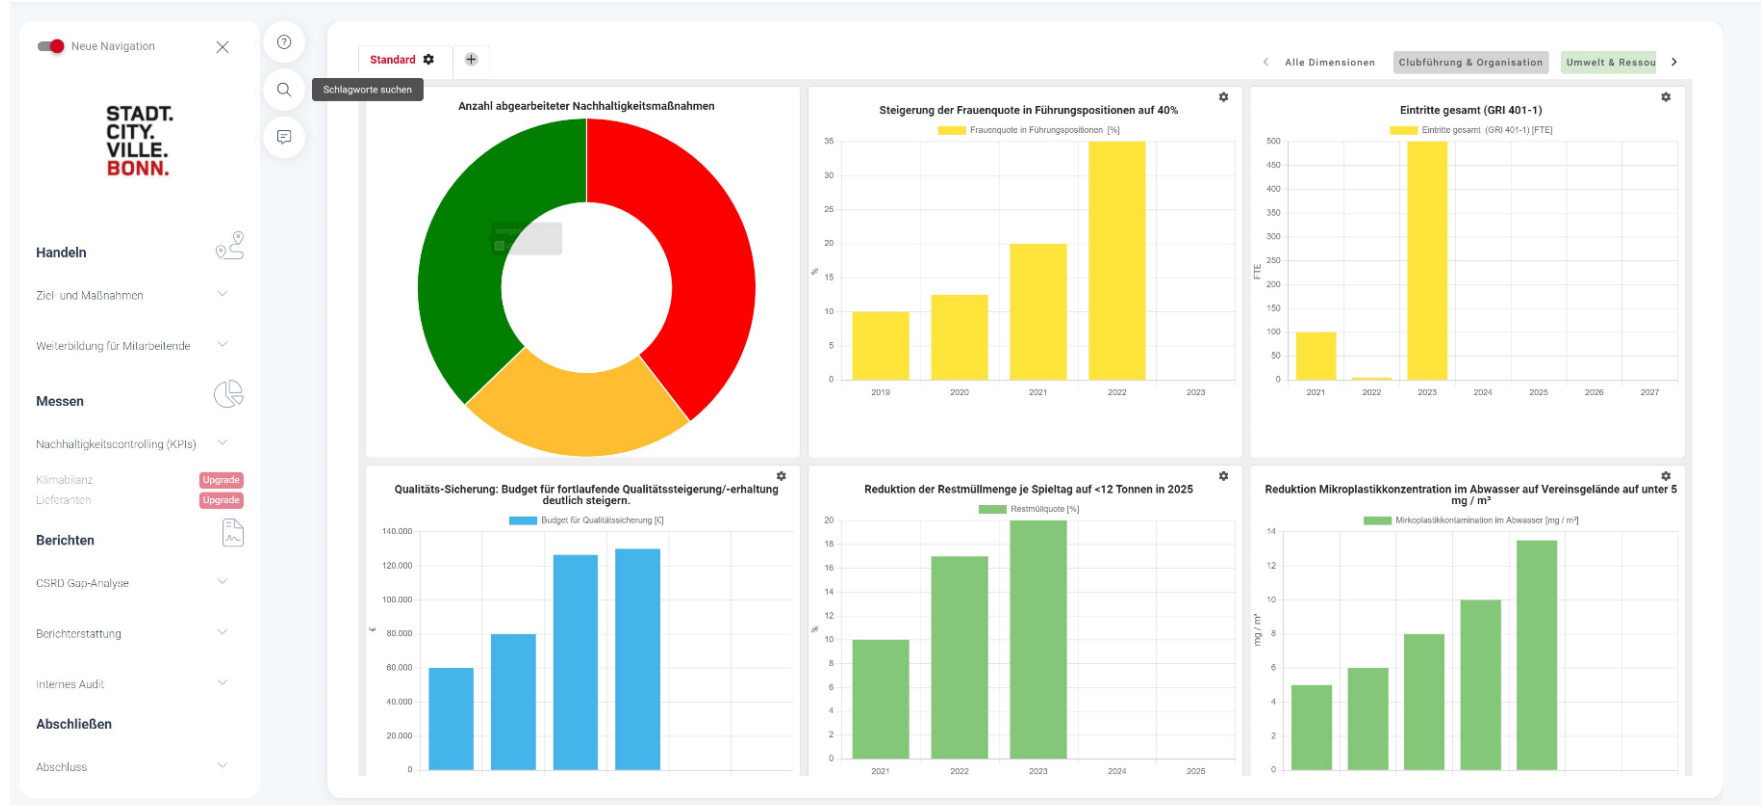 Neue Navigation
STADT.
CITY.
VILLE.
BONN.
Handeln
Ziel- und Maßnahmen
Weiterbildung für Mitarbeitende
Messen
Nachhaltigkeitscontrolling (KPIs)
Klimabilanz Upgrade
Lieferanten Upgrade
Berichten
CSRD Gap-Analyse
Berichterstattung
Internes Audit
Abschließen
Abschluss
Schlagworte suchen
Standard
Alle Dimensionen Clubführung & Organisation Umwelt & Ressou
Anzahl abgearbeiteter Nachhaltigkeitsmaßnahmen
Steigerung der Frauenquote in Führungspositionen auf 40%
Frauenquote in Führungspositionen [%]
35
30
25
20
%
15
10
5
0
2019 2020 2021 2022 2023
Eintritte gesamt (GRI 401-1)
Eintritte gesamt (GRI 401-1) [FTE]
500
450
400
350
300
250
FTE
200
150
100
50
0
2021 2022 2023 2024 2025 2026 2027
Qualitäts-Sicherung: Budget für fortlaufende Qualitätssteigerung/-erhaltung
deutlich steigern.
Budget für Qualitätssicherung [€]
140.000
120.000
100.000
80.000
€
60.000
40.000
20.000
0
Reduktion der Restmüllmenge je Spieltag auf <12 Tonnen in 2025
Restmüllquote [%]
20
18
16
14
12
%
10
8
6
4
2
0
2021 2022 2023 2024 2025
Reduktion Mikroplastikkonzentration im Abwasser auf Vereinsgelände auf unter 5
mg / m³
Mirkoplastikkontamination im Abwasser [mg / m³]
14
12
10
8
mg / m³
6
4
2
0